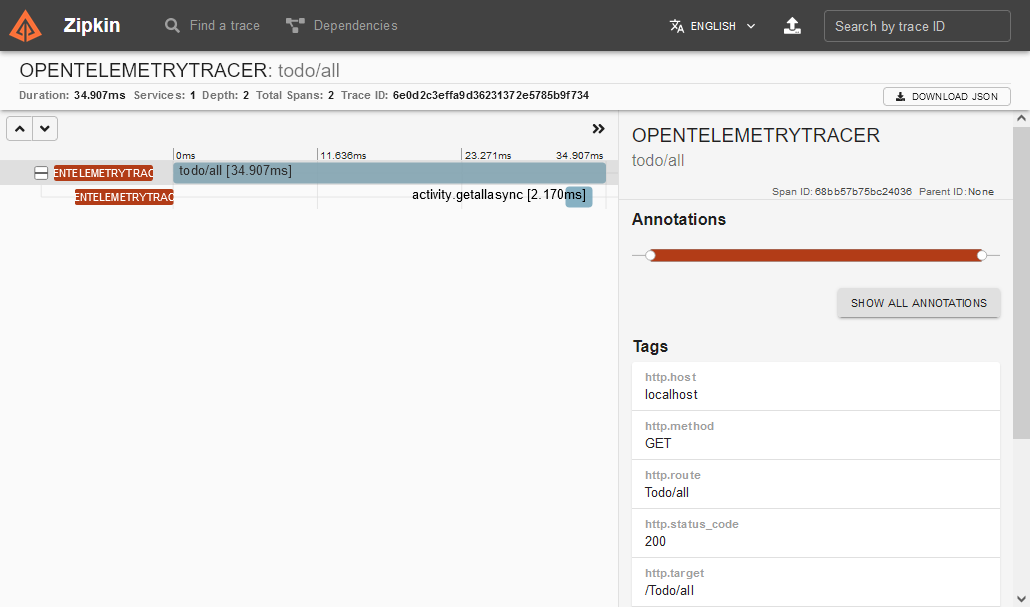 Zipkin
Find a trace
Dependencies
ENGLISH
Search by trace ID
OPENTELEMETRYTRACER: todo/all
Duration: 34.907ms Services: 1 Depth: 2 Total Spans: 2 Trace ID: 6e0d2c3effa9d36231372e5785b9f734
DOWNLOAD JSON
0ms 11.636ms 23.271ms 34.907ms
ENTELEMETRYTRAC todo/all [34.907ms]
ENTELEMETRYTRAC activity.getallasync [2.170ms]
OPENTELEMETRYTRACER
todo/all
Span ID: 68bb57b75bc24036 Parent ID: None
Annotations
SHOW ALL ANNOTATIONS
Tags
http.host
localhost
http.method
GET
http.route
Todo/all
http.status_code
200
http.target
/Todo/all